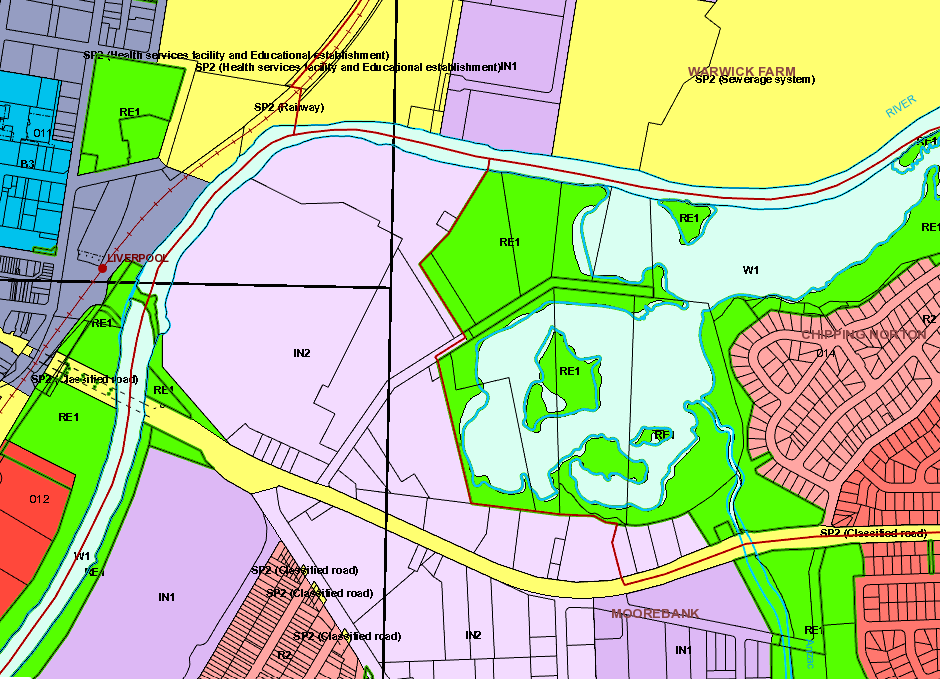 SP2 (Health services facility and Educational establishment)
SP2 (Health services facility and Educational establishment)
IN1
WARWICK FARM
SP2 (Sewerage system)
RE1
SP2 (Railway)
RIVER
O11
B3
RE1
RE1
RE1
RE1
LIVERPOOL
W1
RE1
R2
CHIPPING NORTON
O14
IN2
RE1
SP2 (Classified road)
RE1
RE1
RE1
O12
SP2 (Classified road)
W1
RE1
SP2 (Classified road)
SP2 (Classified road)
IN1
MOOREBANK
RE1
SP2 (Classified road)
IN2
R2
IN1